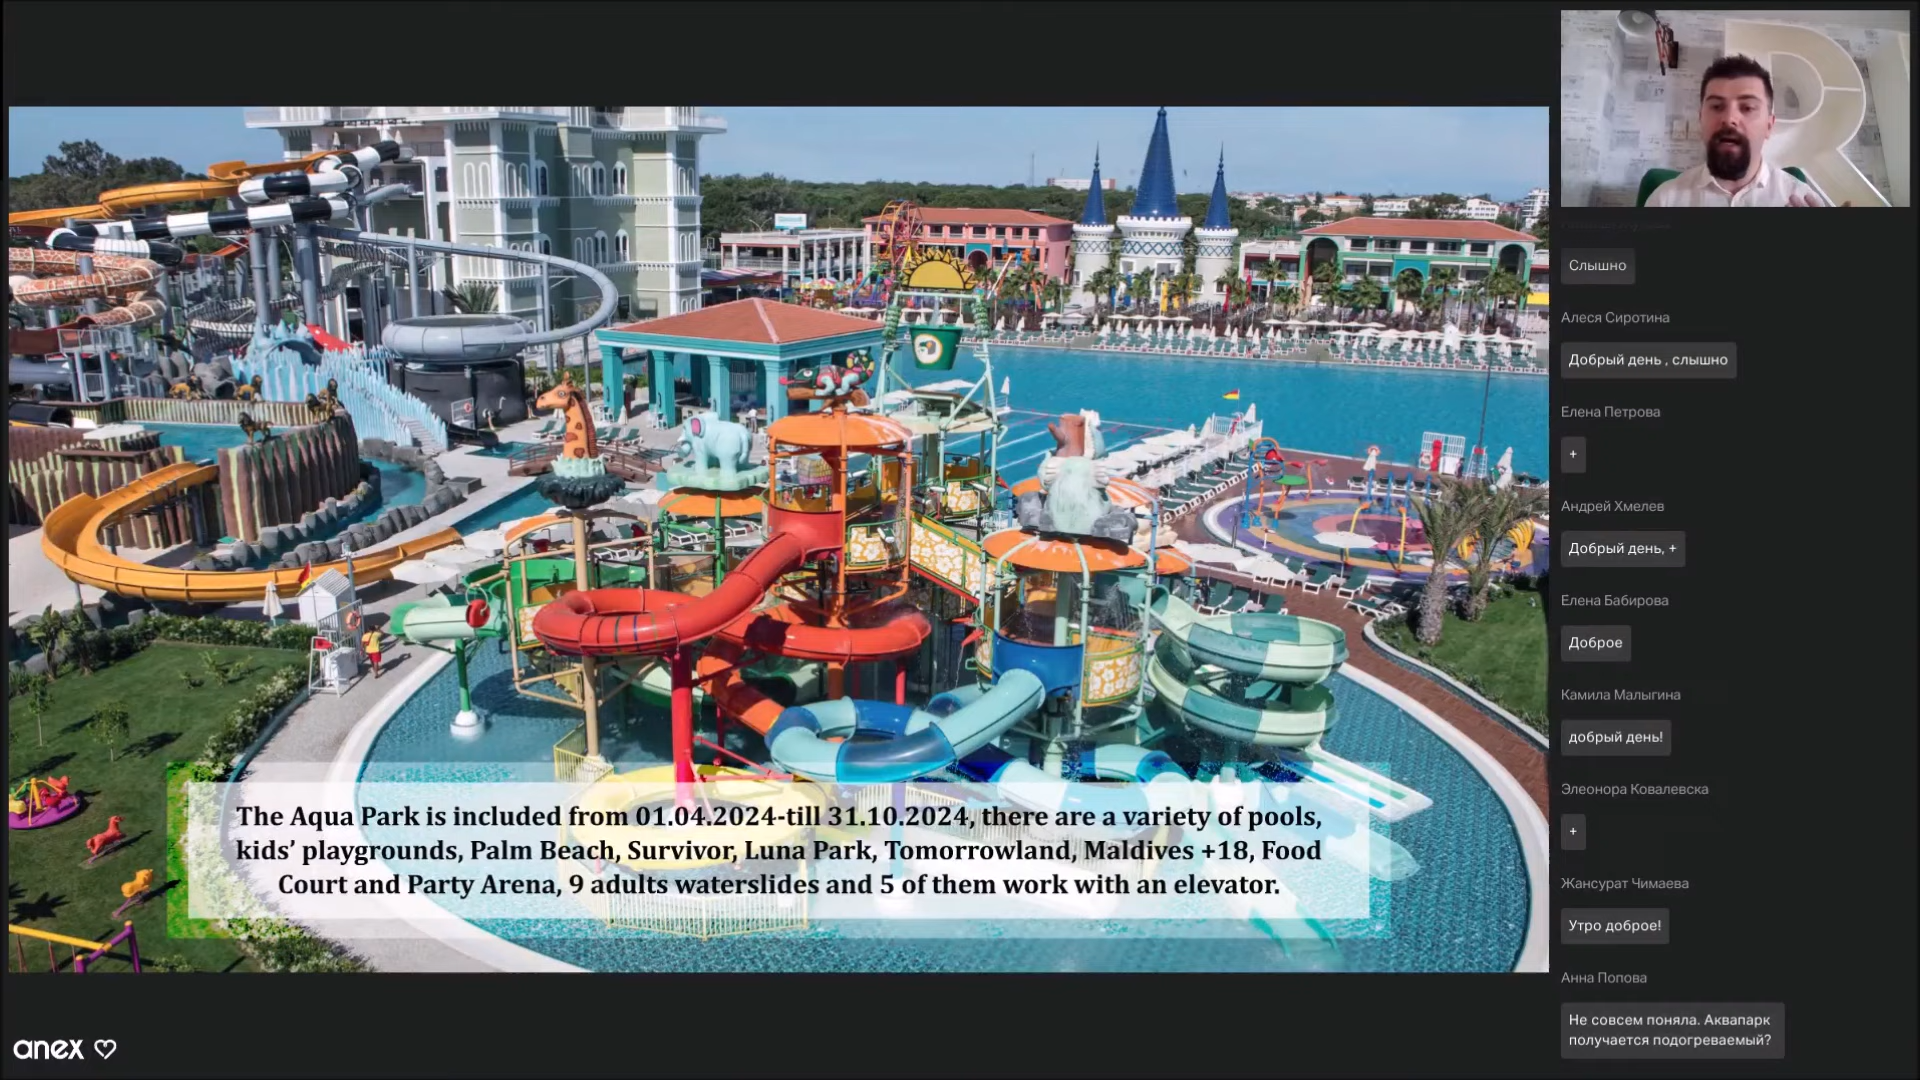 The Aqua Park is included from 01.04.2024-till 31.10.2024, there are a variety of pools,
kids’ playgrounds, Palm Beach, Survivor, Luna Park, Tomorrowland, Maldives +18, Food
Court and Party Arena, 9 adults waterslides and 5 of them work with an elevator.
anex
Слышно
Алеся Сиротина
Добрый день , слышно
Елена Петрова
+
Андрей Хмелев
Добрый день, +
Елена Бабирова
Доброе
Камила Малыгина
добрый день!
Элеонора Ковалевска
+
Жансурат Чимаева
Утро доброе!
Анна Попова
Не совсем поняла. Аквапарк
получается подогреваемый?